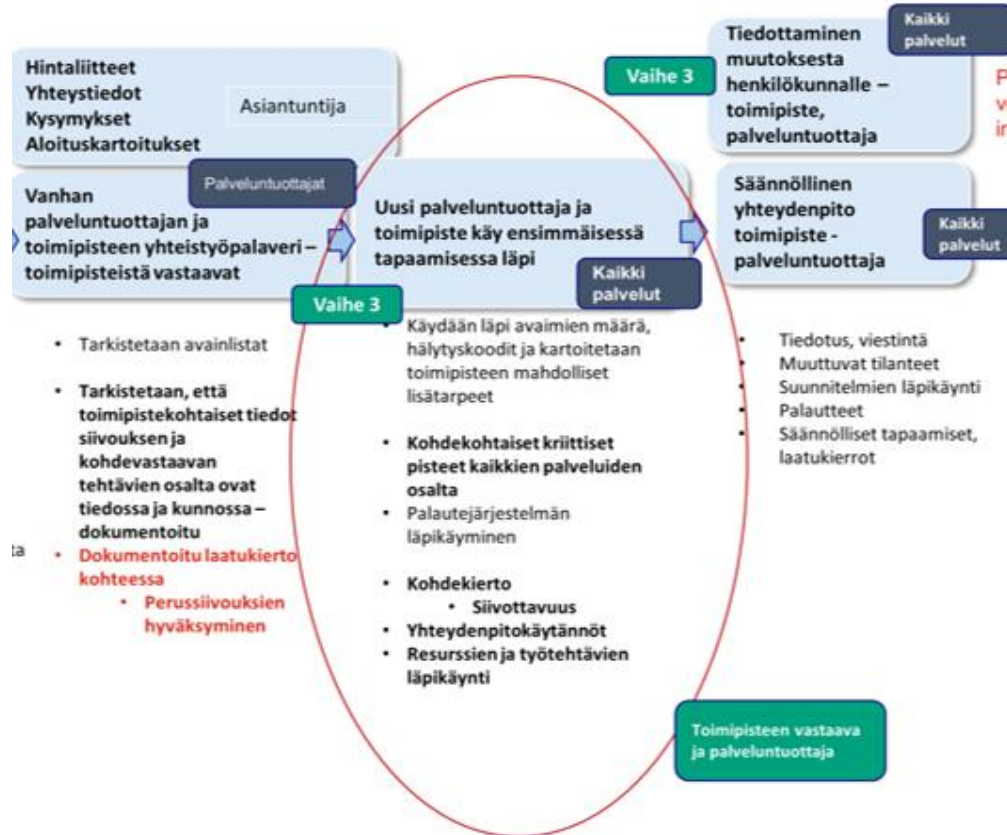 Hintaliitteet
Yhteystiedot
Kysymykset
Aloituskartoitukset
Asiantuntija
Vaihe 3
Tiedottaminen
muutoksesta
henkilökunnalle –
toimipiste,
palveluntuottaja
Kaikki
palvelut
P
Palveluntuottajat
Vanhan
palveluntuottajan ja
toimipisteen yhteistyöpalaveri –
toimipisteistä vastaavat
Uusi palveluntuottaja ja
toimipiste käy ensimmäisessä
tapaamisessa läpi
Kaikki
palvelut
Säännöllinen
yhteydenpito
toimipiste -
palveluntuottaja
Kaikki
palvelut
Vaihe 3
• Tarkistetaan avainlistat
• Tarkistetaan, että
toimipistekohtaiset tiedot
siivouksen ja
kohdevastaavan
tehtävien osalta ovat
tiedossa ja kunnossa –
dokumentoitu
• Dokumentoitu laatukierto
kohteessa
• Perussiivouksien
hyväksyminen
ta
• Käydään läpi avaimien määrä,
hälytyskoodit ja kartoitetaan
toimipisteen mahdolliset
lisätarpeet
• Kohdekohtaiset kriittiset
pisteet kaikkien palveluiden
osalta
• Palautejärjestelmän
läpikäyminen
• Kohdekierto
• Siivottavuus
• Yhteydenpitokäytännöt
• Resurssien ja työtehtävien
läpikäynti
• Tiedotus, viestintä
• Muuttuvat tilanteet
• Suunnitelmien läpikäynti
• Palautteet
• Säännölliset tapaamiset,
laatukierrot
Toimipisteen vastaava
ja palveluntuottaja